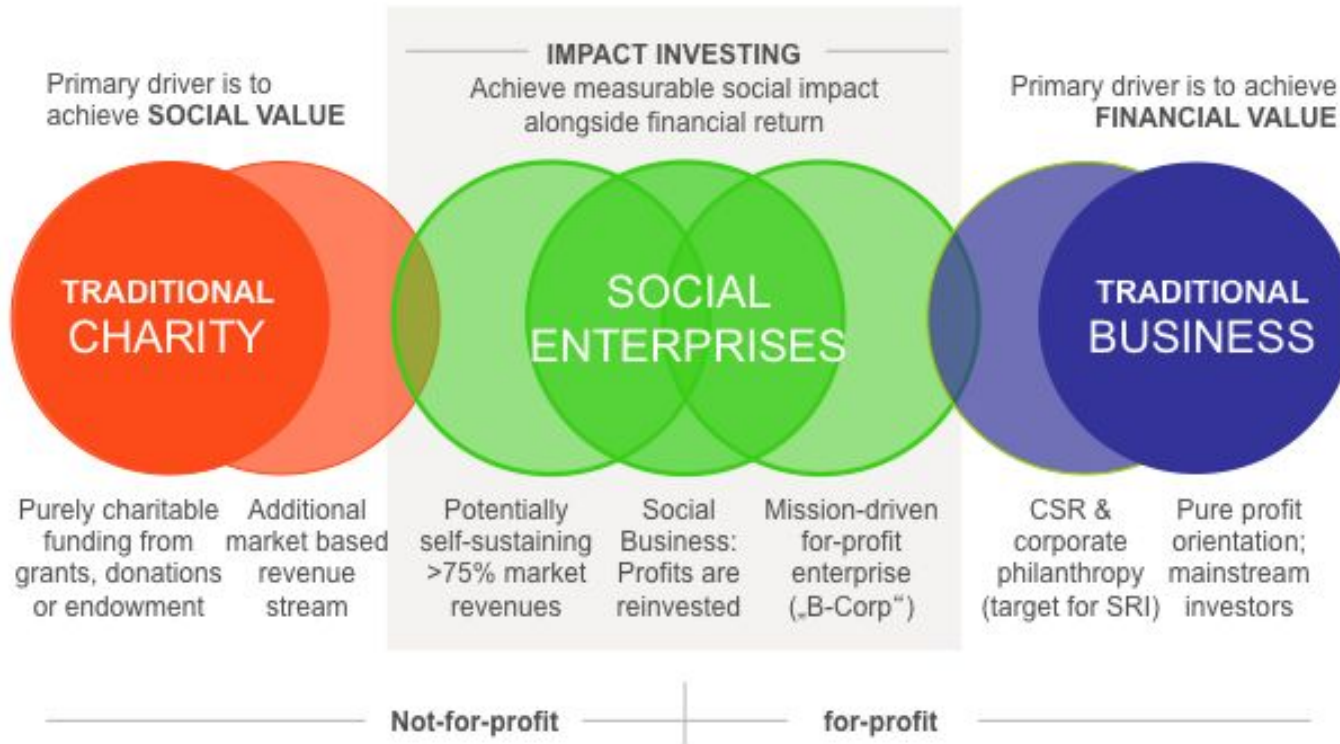 IMPACT INVESTING
Achieve measurable social impact
alongside financial return
Primary driver is to
achieve SOCIAL VALUE
Primary driver is to achieve
FINANCIAL VALUE
TRADITIONAL
CHARITY
SOCIAL
ENTERPRISES
TRADITIONAL
BUSINESS
Purely charitable
funding from
grants, donations
or endowment
Additional
market based
revenue
stream
Potentially
self-sustaining
>75% market
revenues
Social
Business:
Profits are
reinvested
Mission-driven
for-profit
enterprise
(„B-Corp“)
CSR &
corporate
philanthropy
(target for SRI)
Pure profit
orientation;
mainstream
investors
Not-for-profit
for-profit